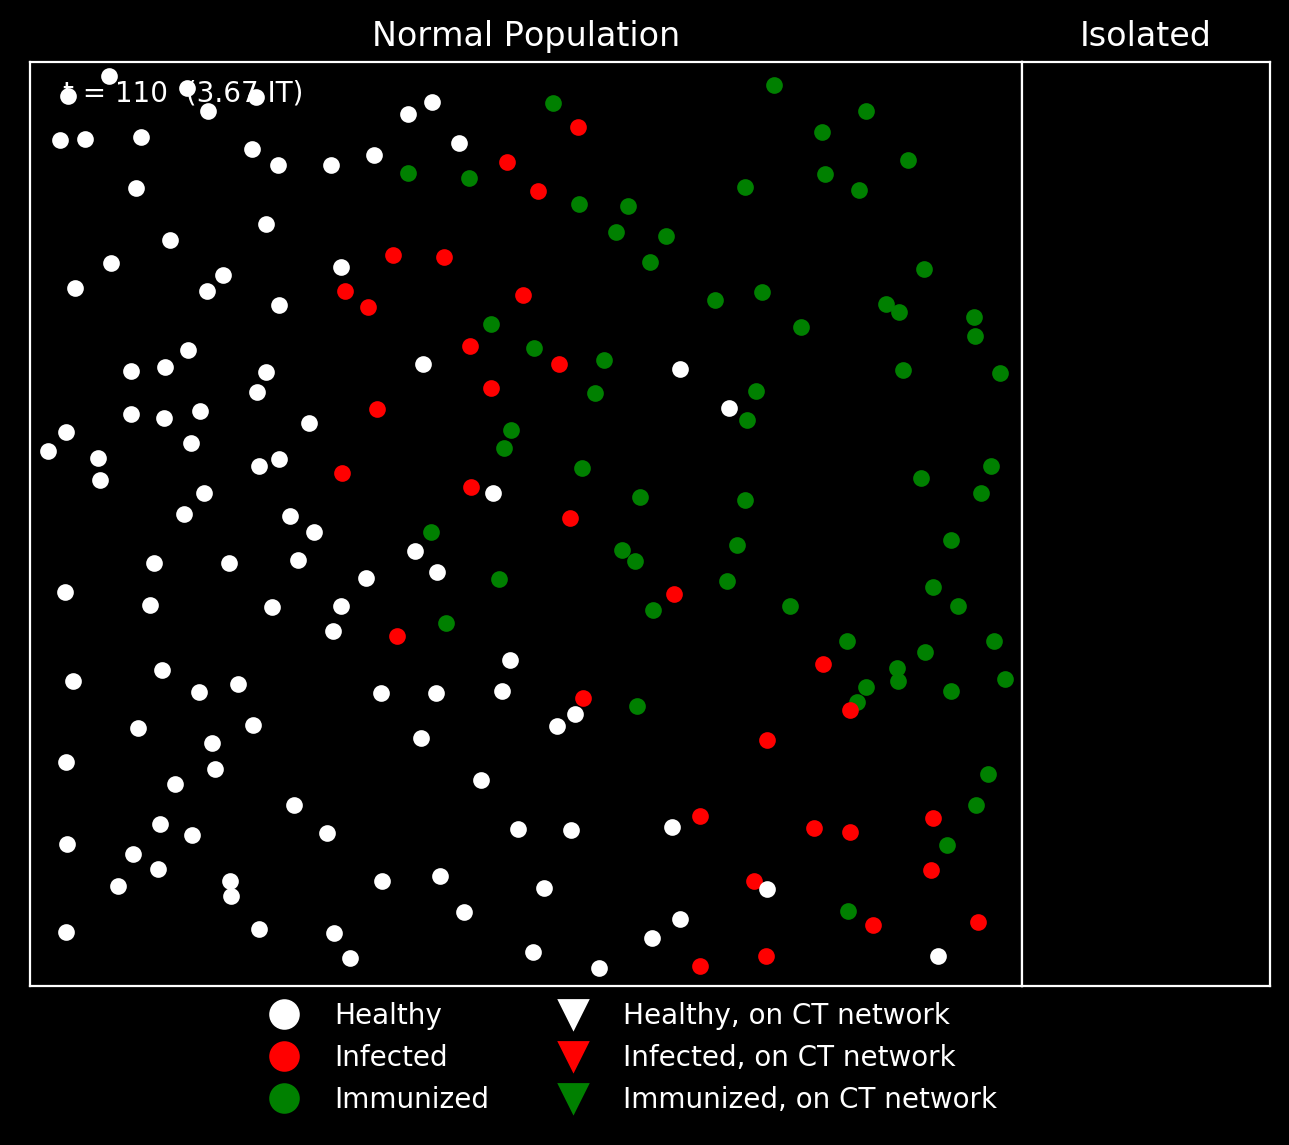 Normal Population
Isolated
t = 110 (3.67 IT)
Healthy
Infected
Immunized
Healthy, on CT network
Infected, on CT network
Immunized, on CT network